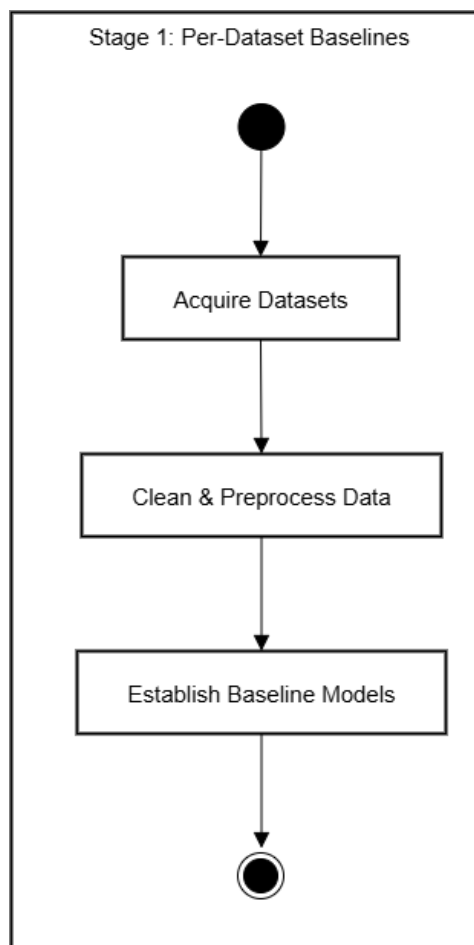 Stage 1: Per-Dataset Baselines
Acquire Datasets
Clean & Preprocess Data
Establish Baseline Models